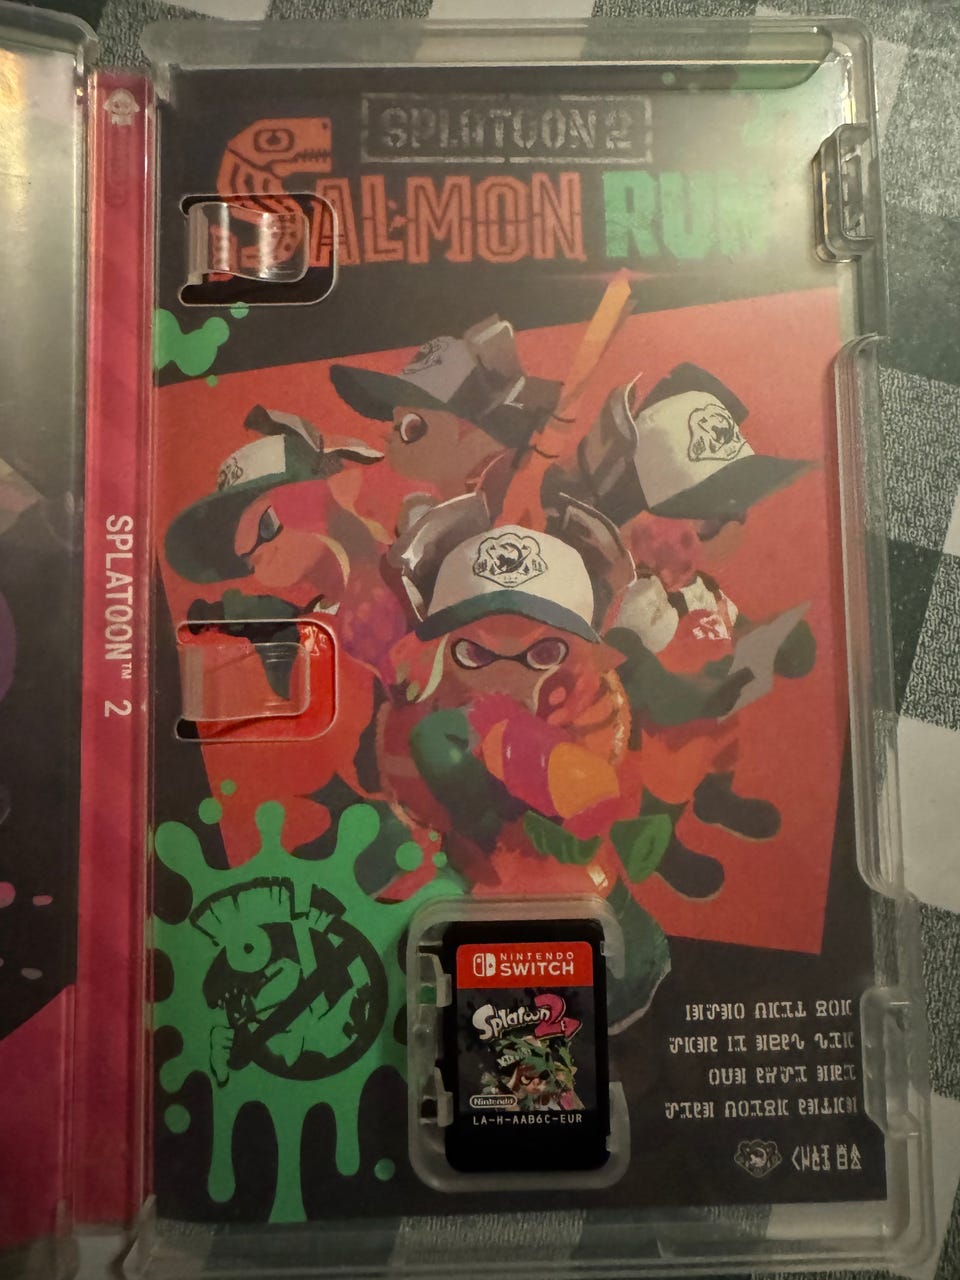 SPLATOON 2
SALMON RUN
SPLATOON™ 2
NINTENDO
SWITCH
Splatoon 2
Nintendo
LA-H-AAB6C-EUR